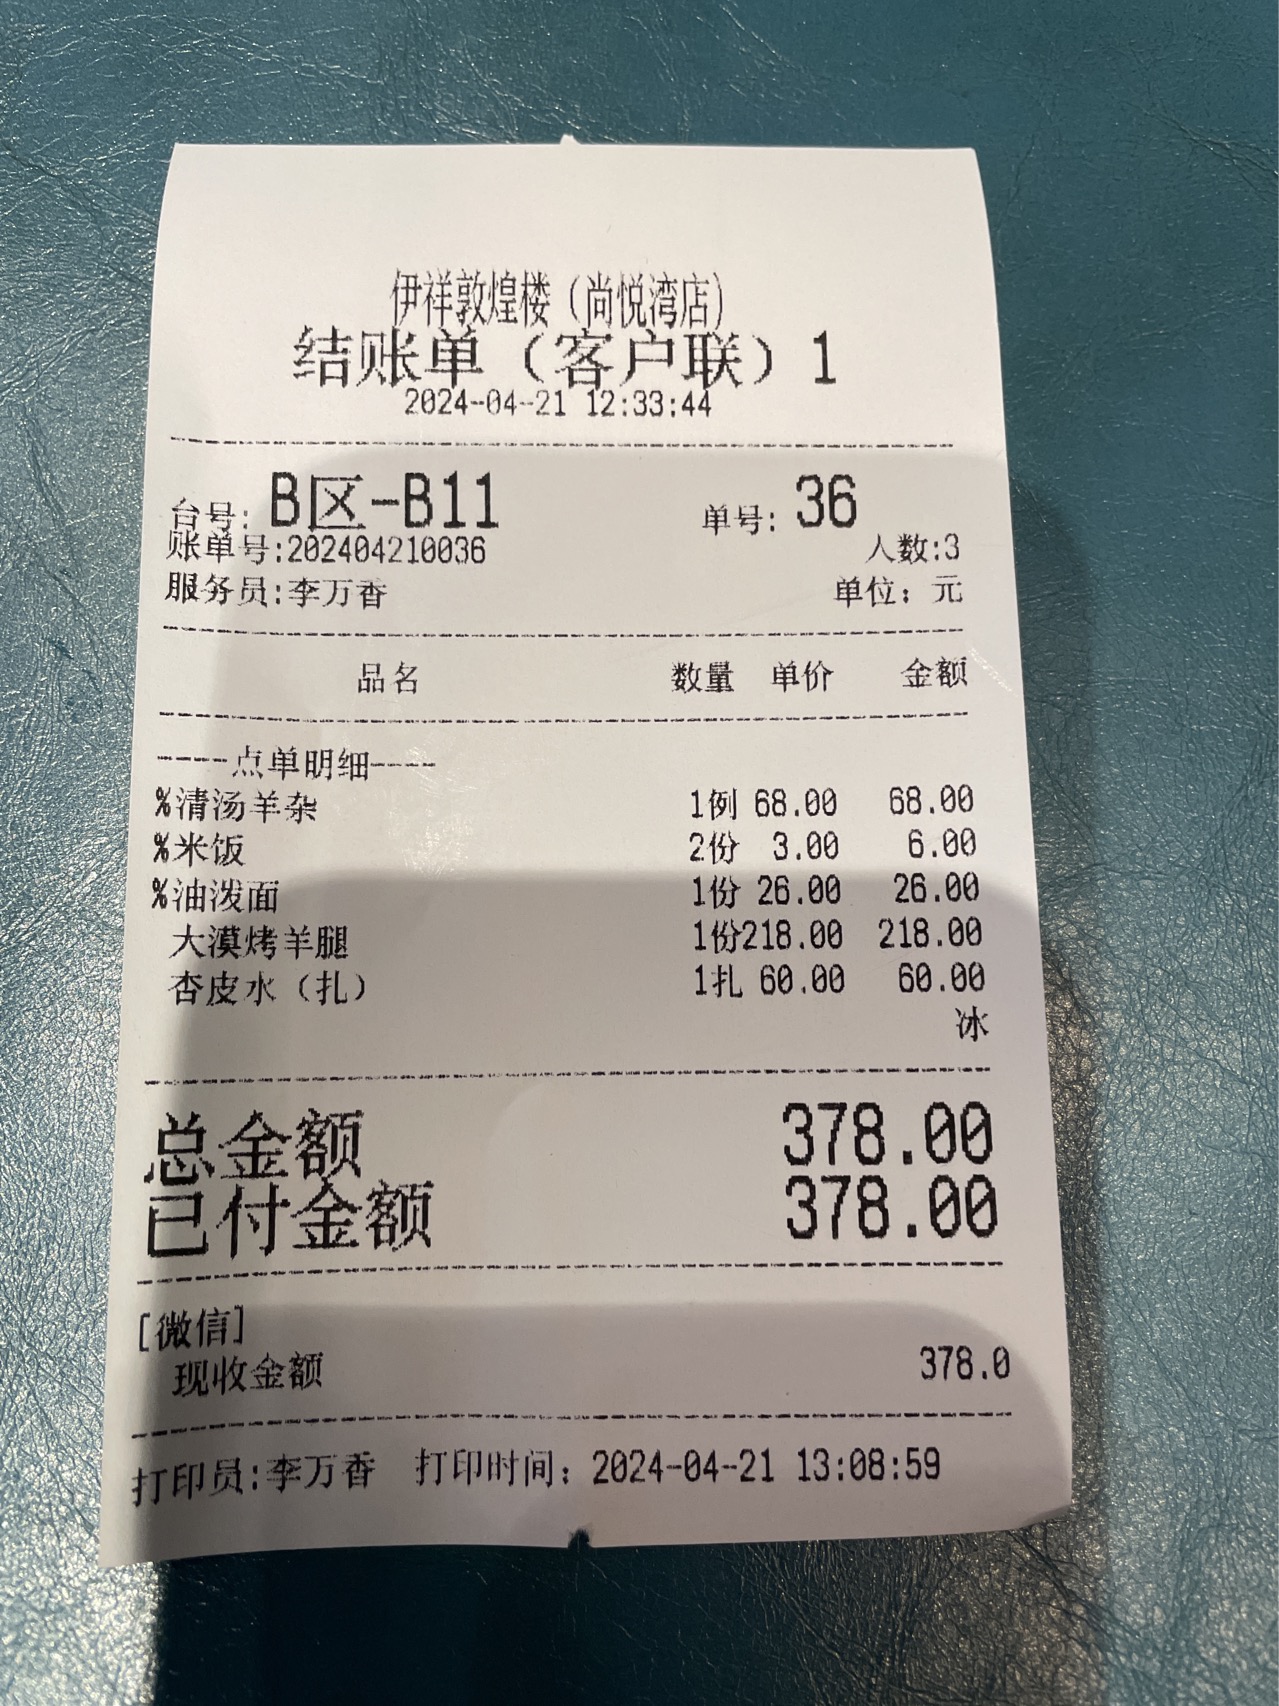 伊祥敦煌楼（尚悦湾店）
结账单（客户联）1
2024-04-21 12:33:44
台号: B区-B11 单号: 36
账单号:202404210036 人数:3
服务员:李万香 单位：元
品名 数量 单价 金额
----点单明细----
%清汤羊杂 1例 68.00 68.00
%米饭 2份 3.00 6.00
%油泼面 1份 26.00 26.00
大漠烤羊腿 1份218.00 218.00
杏皮水（扎） 1扎 60.00 60.00
冰
总金额 378.00
已付金额 378.00
[微信]
现收金额 378.0
打印员:李万香 打印时间：2024-04-21 13:08:59